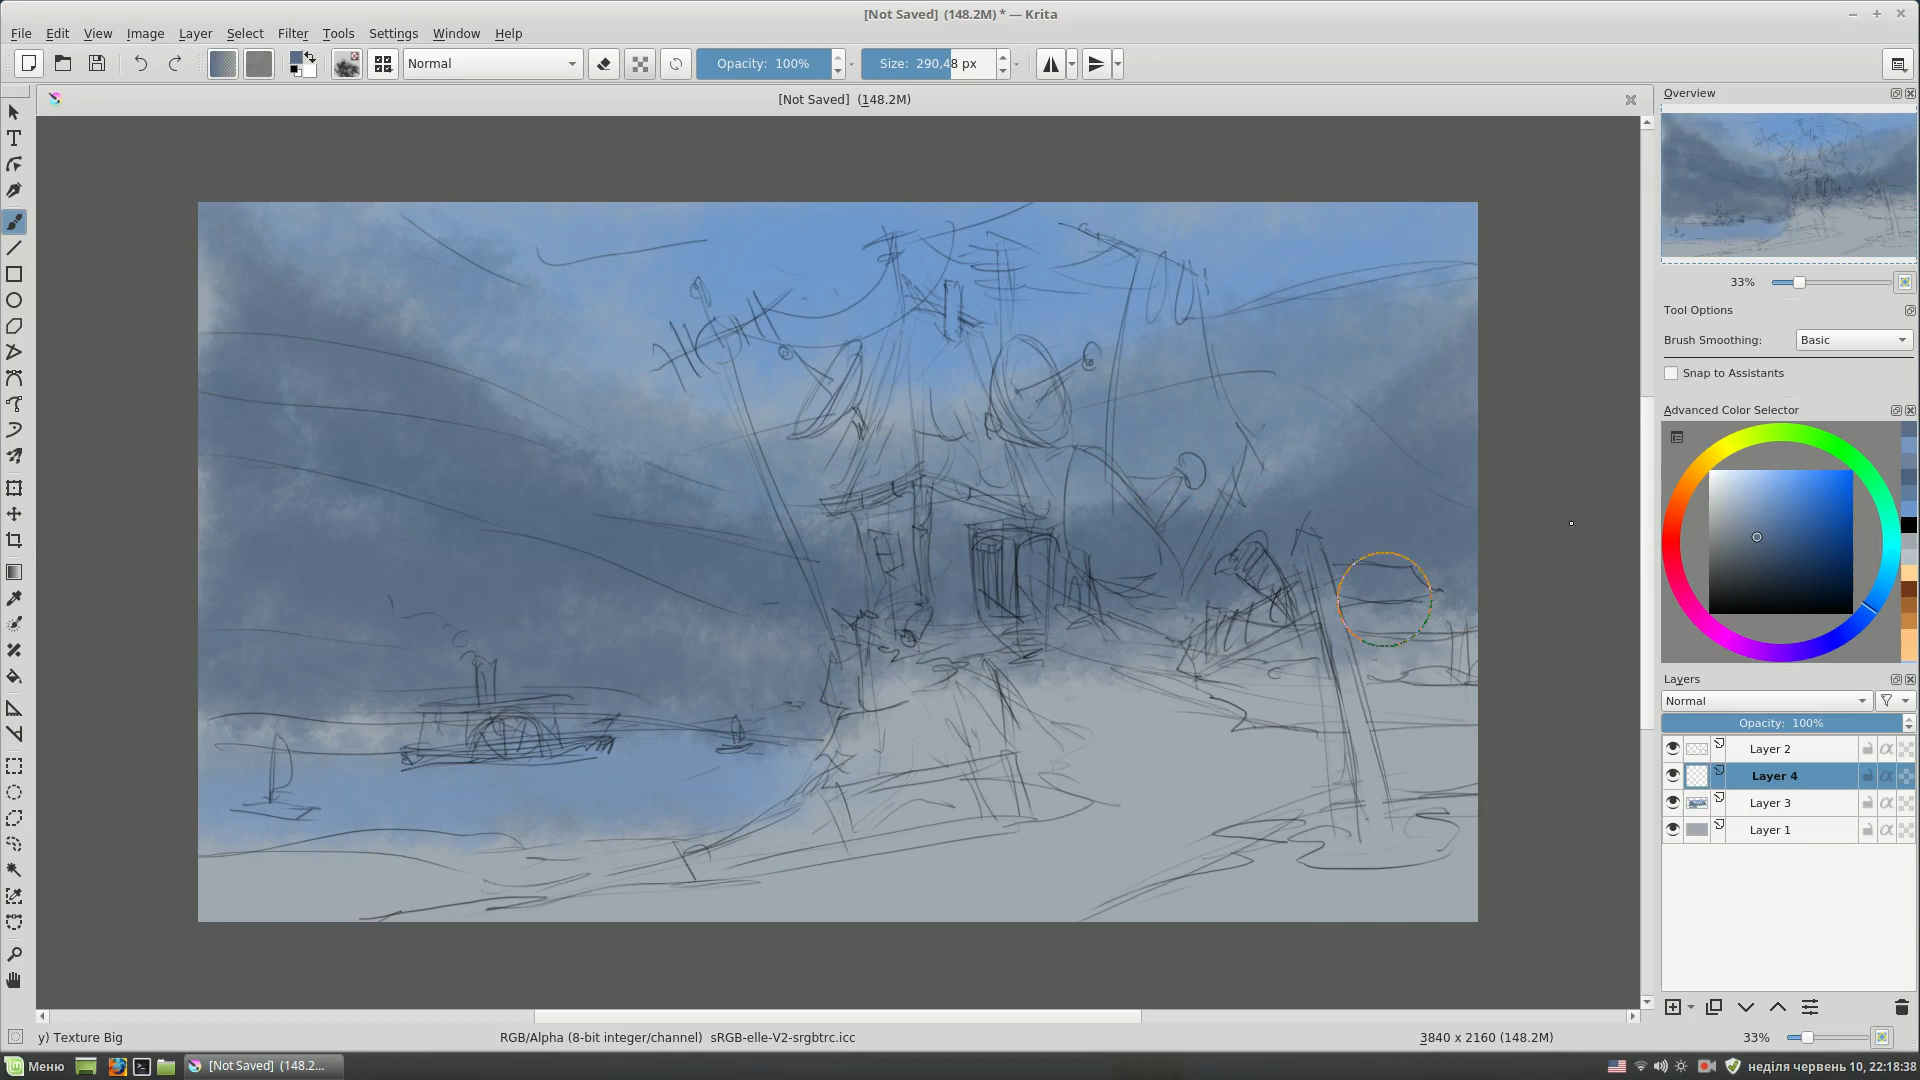 [Not Saved] (148.2M) * — Krita
File Edit View Image Layer Select Filter Tools Settings Window Help
Normal Opacity: 100% Size: 290,48 px
[Not Saved] (148.2M)
Overview
33%
Tool Options
Brush Smoothing: Basic
Snap to Assistants
Advanced Color Selector
Layers
Normal
Opacity: 100%
Layer 2
Layer 4
Layer 3
Layer 1
y) Texture Big RGB/Alpha (8-bit integer/channel) sRGB-elle-V2-srgbtrc.icc 3840 x 2160 (148.2M) 33%
Меню [Not Saved] (148.2... неділя червень 10, 22:18:38